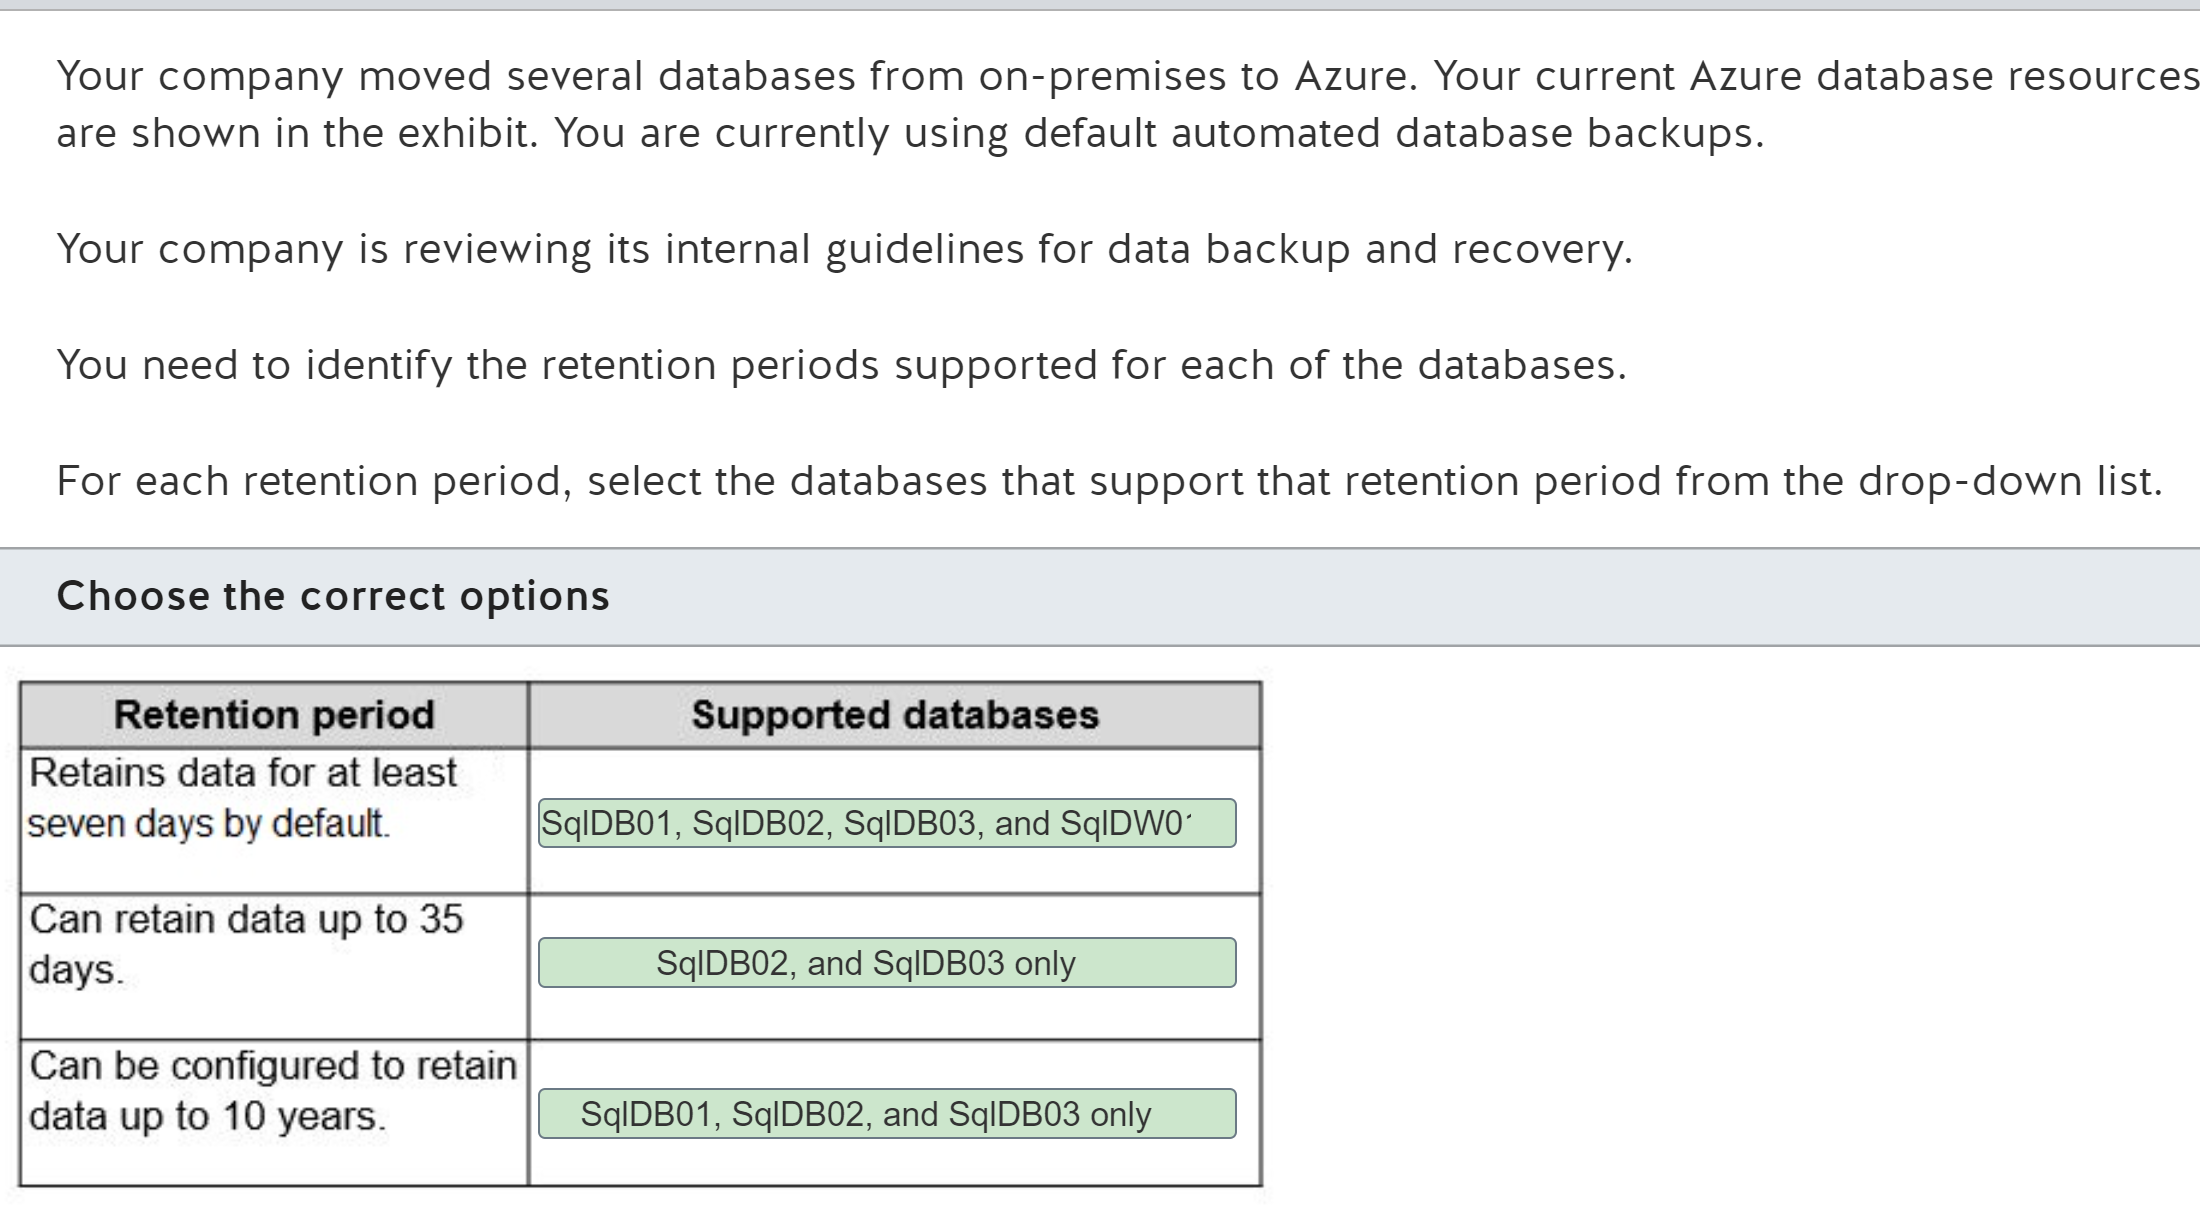 Your company moved several databases from on-premises to Azure. Your current Azure database resources
are shown in the exhibit. You are currently using default automated database backups.
Your company is reviewing its internal guidelines for data backup and recovery.
You need to identify the retention periods supported for each of the databases.
For each retention period, select the databases that support that retention period from the drop-down list.
Choose the correct options
Retention period
Supported databases
Retains data for at least
seven days by default.
SqlDB01, SqlDB02, SqlDB03, and
Can retain data up to 35
days.
SqlDB02, and SqlDB03 only
Can be configured to retain
data up to 10 years.
SqlDB01, SqlDB02, and SqlDB03 only